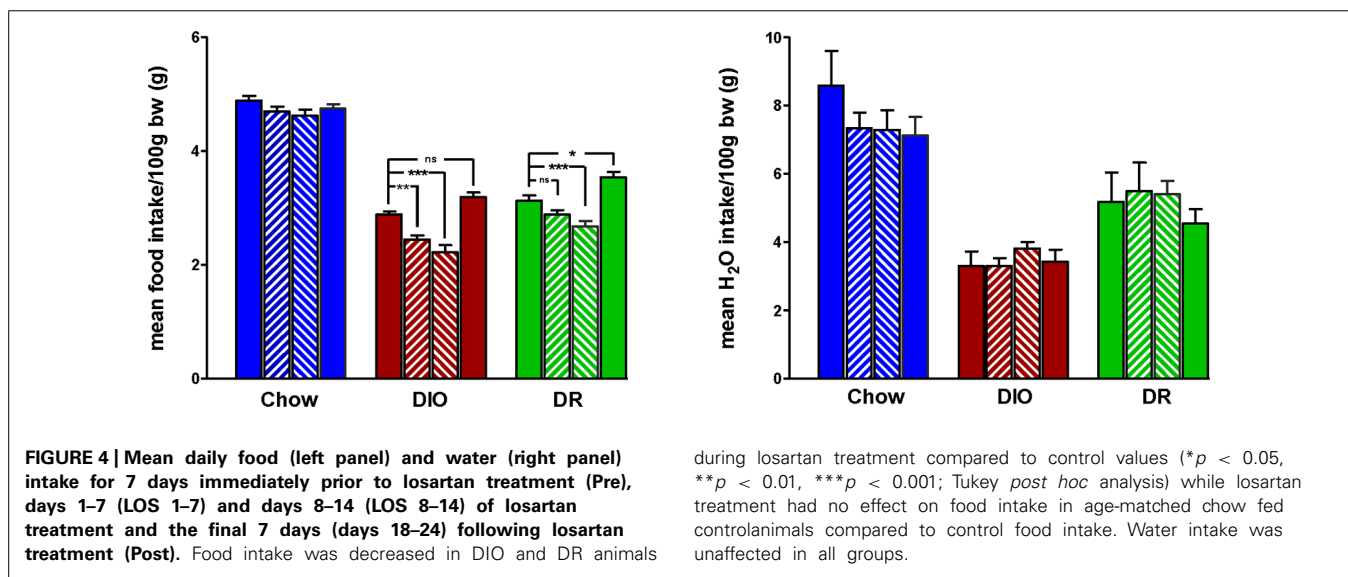 6
4
2
0
mean food intake/100g bw (g)
ns
***
**
*
***
ns
Chow DIO DR
10
8
6
4
2
0
mean H₂O intake/100g bw (g)
Chow DIO DR
FIGURE 4 | Mean daily food (left panel) and water (right panel)
intake for 7 days immediately prior to losartan treatment (Pre),
days 1–7 (LOS 1–7) and days 8–14 (LOS 8–14) of losartan
treatment and the final 7 days (days 18–24) following losartan
treatment (Post). Food intake was decreased in DIO and DR animals
during losartan treatment compared to control values (*p < 0.05,
**p < 0.01, ***p < 0.001; Tukey post hoc analysis) while losartan
treatment had no effect on food intake in age-matched chow fed
controlanimals compared to control food intake. Water intake was
unaffected in all groups.